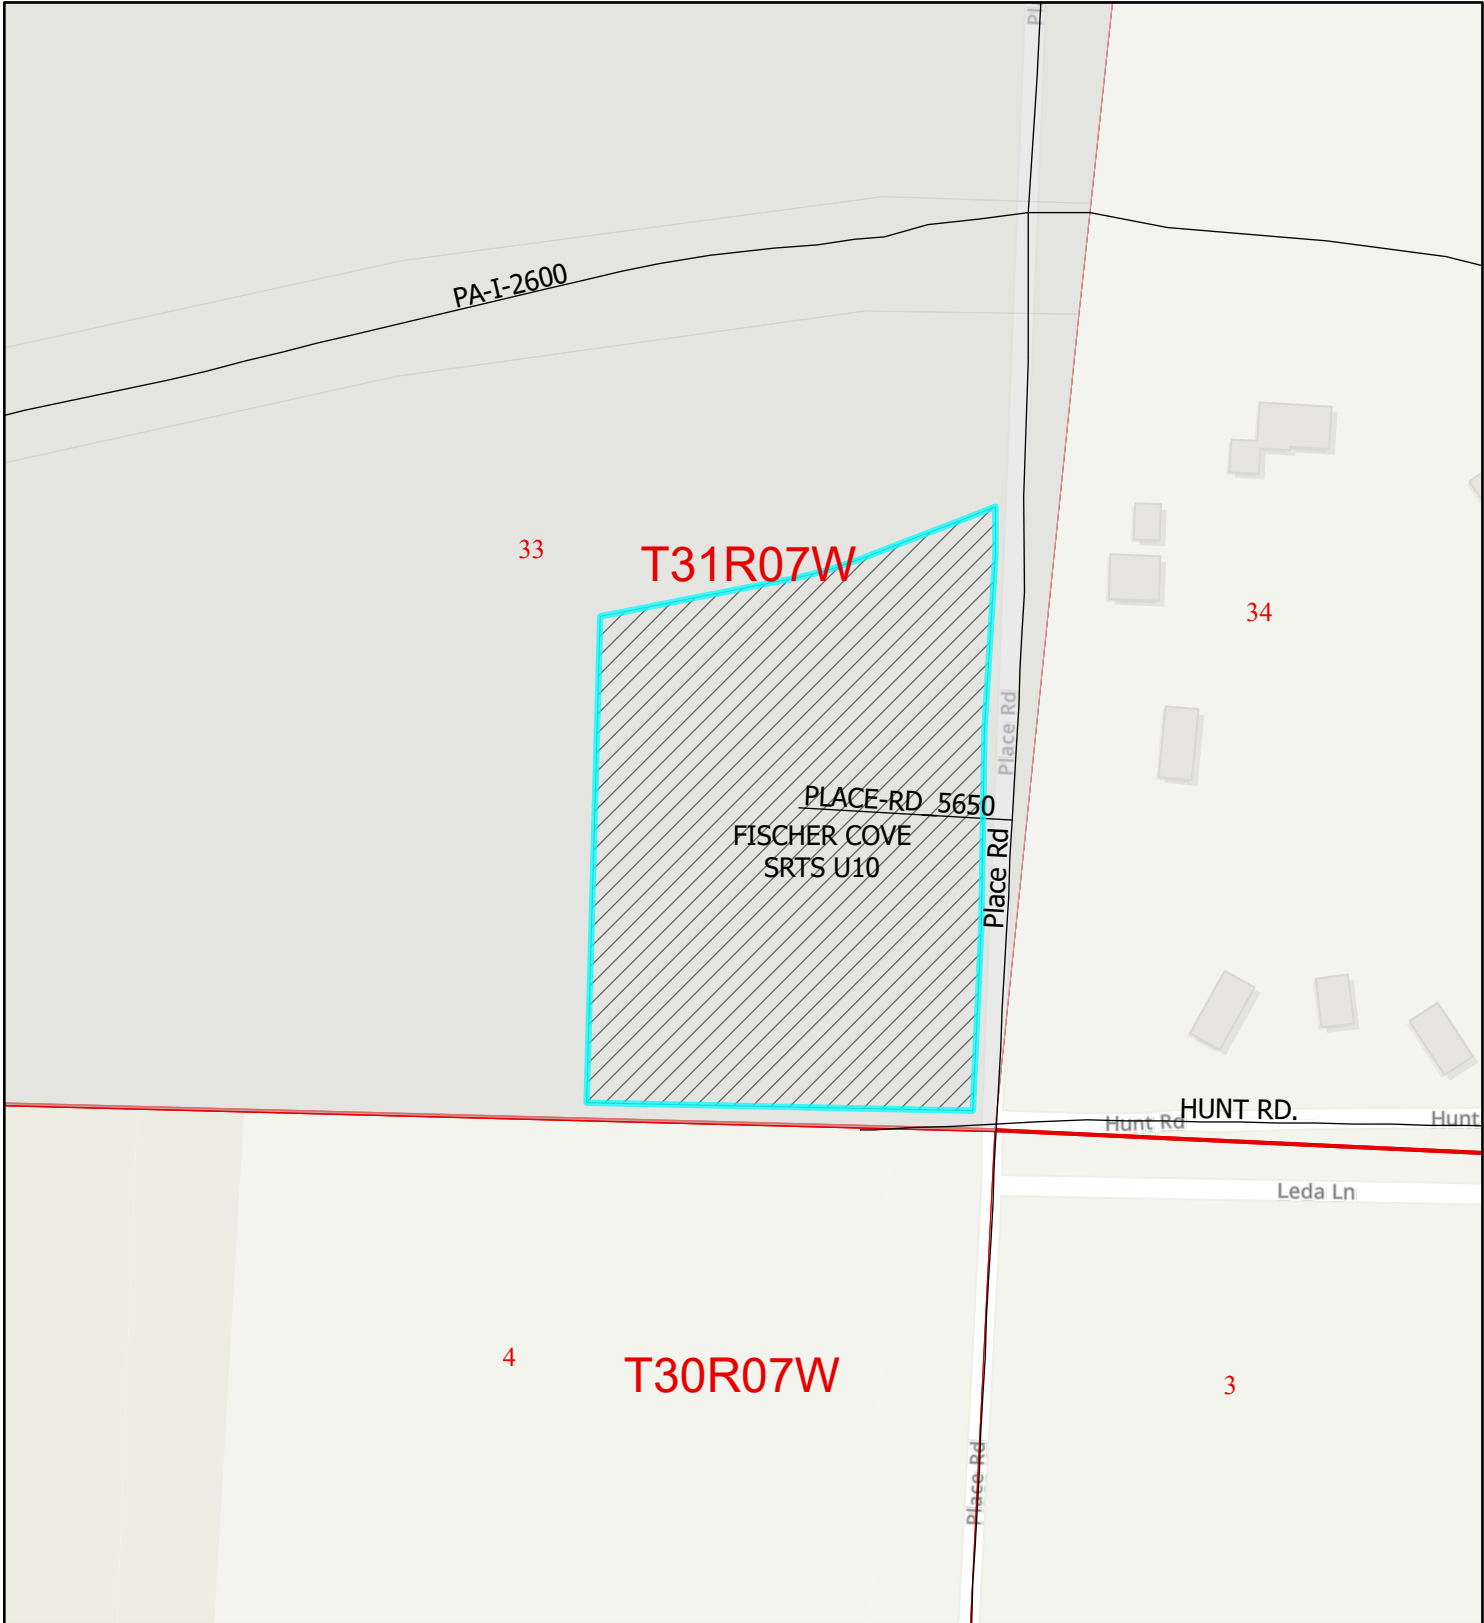 Pl
PA-I-2600
33
T31R07W
34
Place Rd
PLACE-RD 5650
FISCHER COVE
SRTS U10
Place Rd
HUNT RD.
Hunt Rd
Hunt
Leda Ln
4
T30R07W
3
Place Rd